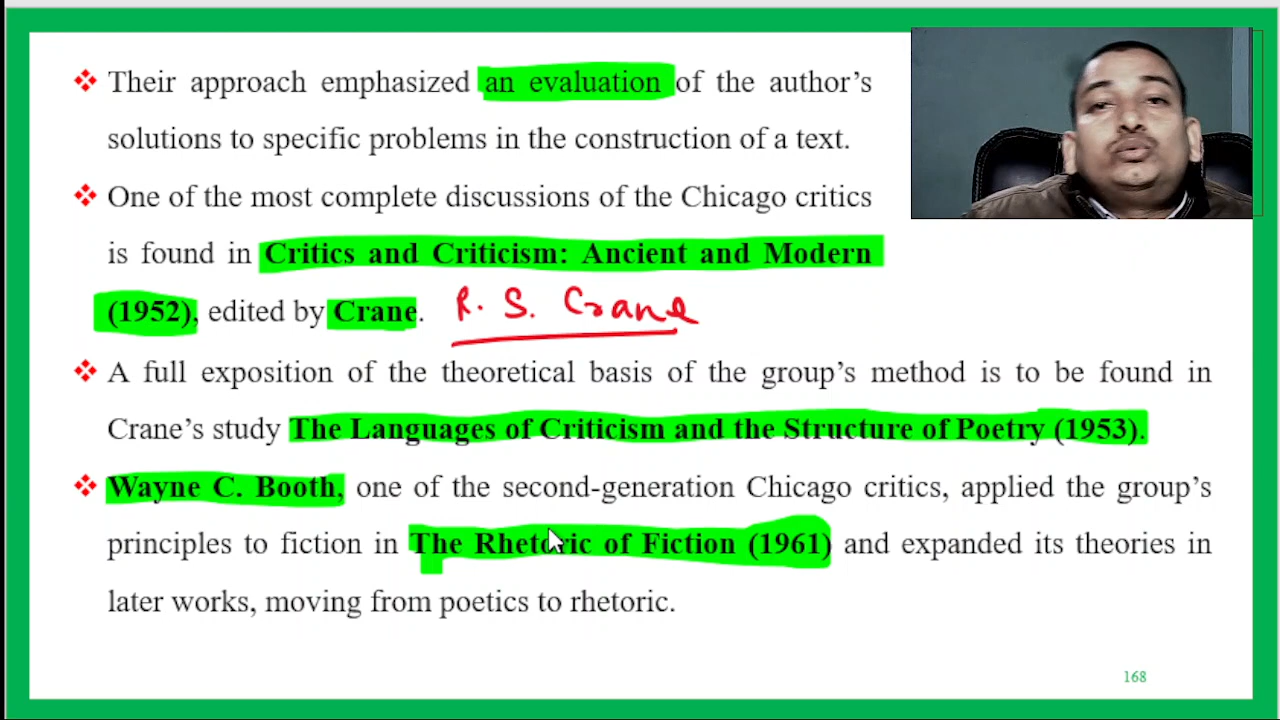 ❖ Their approach emphasized an evaluation of the author's
solutions to specific problems in the construction of a text.
❖ One of the most complete discussions of the Chicago critics
is found in Critics and Criticism: Ancient and Modern
(1952), edited by Crane. R. S. Crane
❖ A full exposition of the theoretical basis of the group's method is to be found in
Crane's study The Languages of Criticism and the Structure of Poetry (1953).
❖ Wayne C. Booth, one of the second-generation Chicago critics, applied the group's
principles to fiction in The Rhetoric of Fiction (1961) and expanded its theories in
later works, moving from poetics to rhetoric.
168